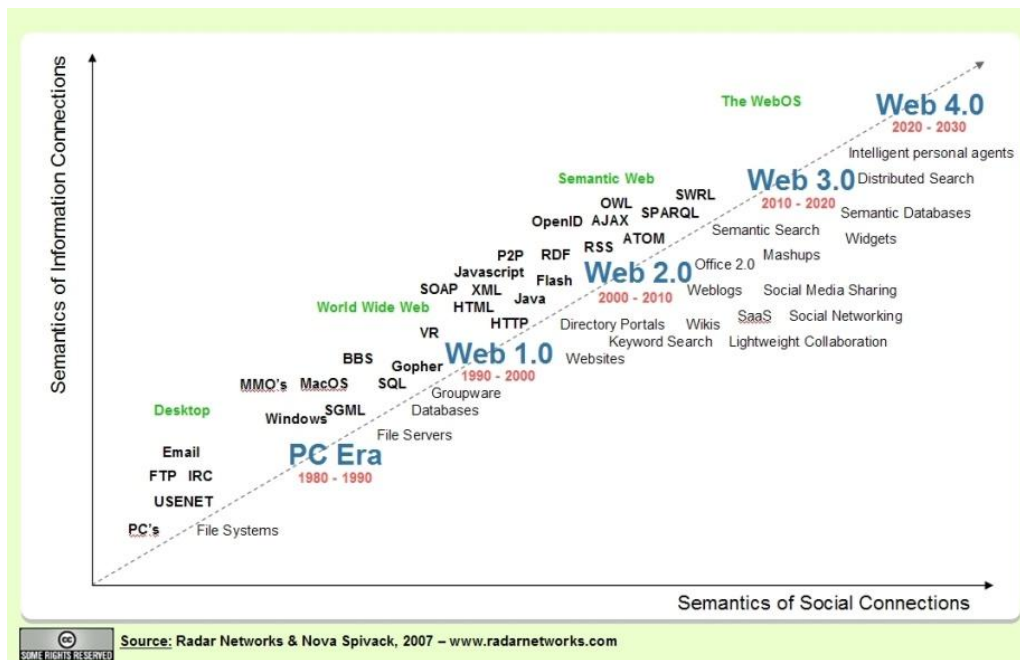 Semantics of Information Connections
The WebOS
Web 4.0
2020 - 2030
Intelligent personal agents
Semantic Web
Web 3.0
Distributed Search
2010 - 2020
SWRL
OWL
SPARQL
Semantic Databases
OpenID
AJAX
Semantic Search
ATOM
Widgets
RSS
P2P
RDF
Mashups
Office 2.0
Javascript
Web 2.0
Flash
2000 - 2010
SOAP
XML
Weblogs
Social Media Sharing
Java
World Wide Web
HTML
SaaS
Social Networking
HTTP
Directory Portals
Wikis
VR
Keyword Search
Lightweight Collaboration
Web 1.0
1990 - 2000
Websites
BBS
Gopher
MMO's
MacOS
SQL
Groupware
Desktop
SGML
Databases
Windows
File Servers
Email
PC Era
1980 - 1990
FTP
IRC
USENET
PC's
File Systems
Semantics of Social Connections
cc
SOME RIGHTS RESERVED
Source: Radar Networks & Nova Spivack, 2007 – www.radarnetworks.com